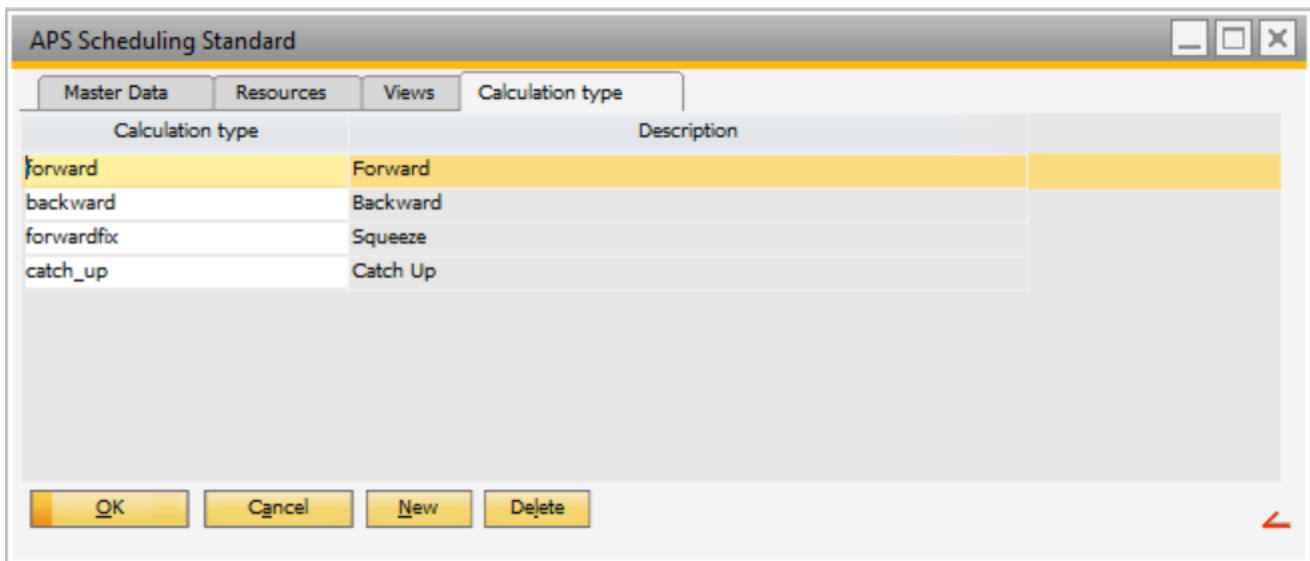 APS Scheduling Standard
Master Data Resources Views Calculation type
Calculation type Description
forward Forward
backward Backward
forwardfix Squeeze
catch_up Catch Up
OK Cancel New Delete